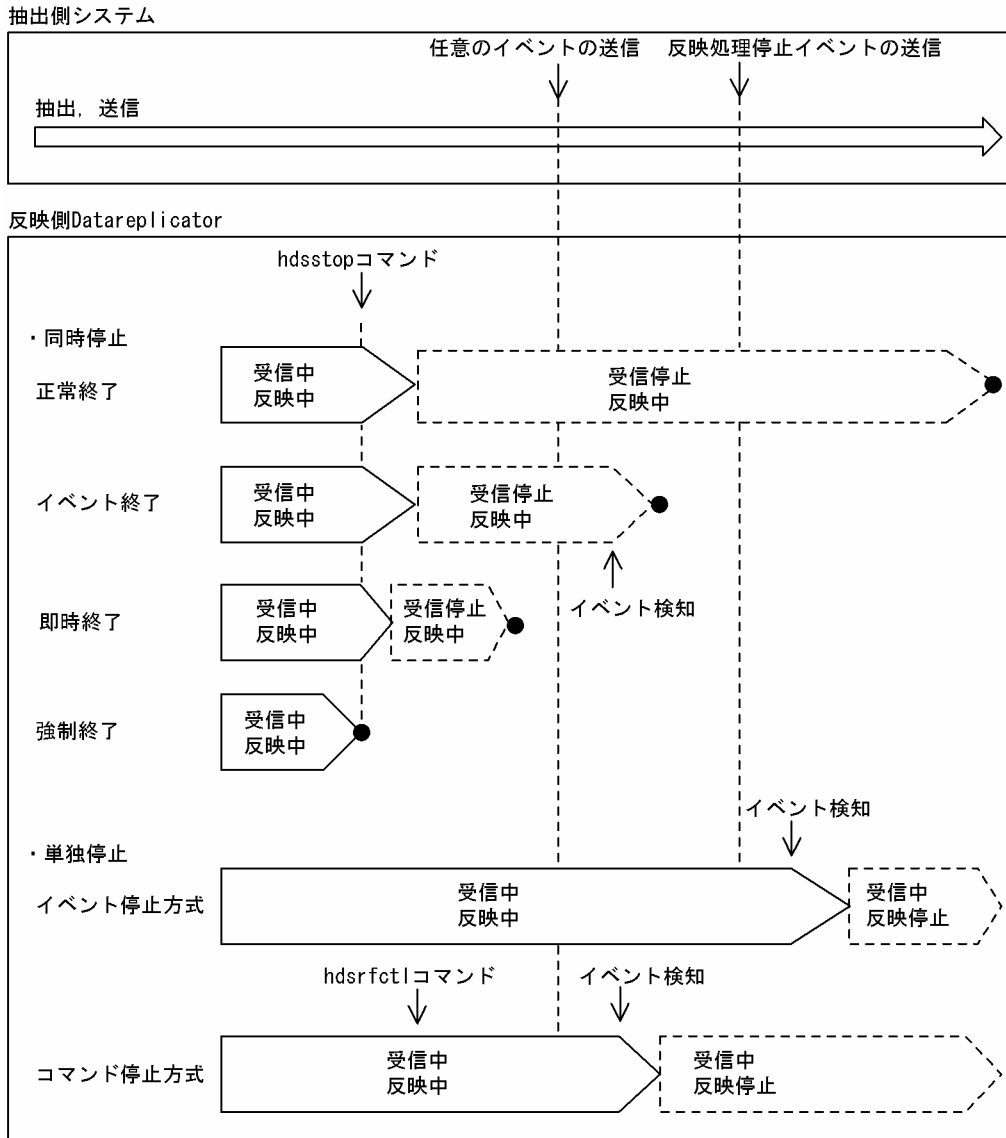 抽出側システム
任意のイベントの送信
反映処理停止イベントの送信
抽出，送信
反映側Datareplicator
hdsstopコマンド
・同時停止
正常終了
受信中
反映中
受信停止
反映中
イベント終了
受信中
反映中
受信停止
反映中
イベント検知
即時終了
受信中
反映中
受信停止
反映中
強制終了
受信中
反映中
イベント検知
・単独停止
イベント停止方式
受信中
反映中
受信中
反映停止
hdsrfctlコマンド
イベント検知
コマンド停止方式
受信中
反映中
受信中
反映停止